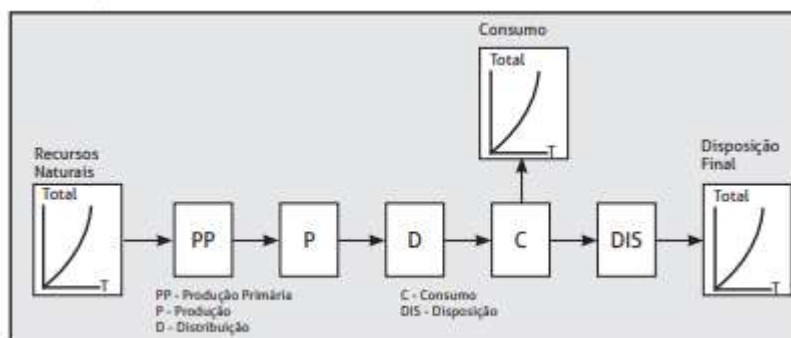 Consumo
Total
T
Recursos
Naturais
Total
T
PP
P
D
C
DIS
Disposição
Final
Total
T
PP - Produção Primária
P - Produção
D - Distribuição
C - Consumo
DIS - Disposição